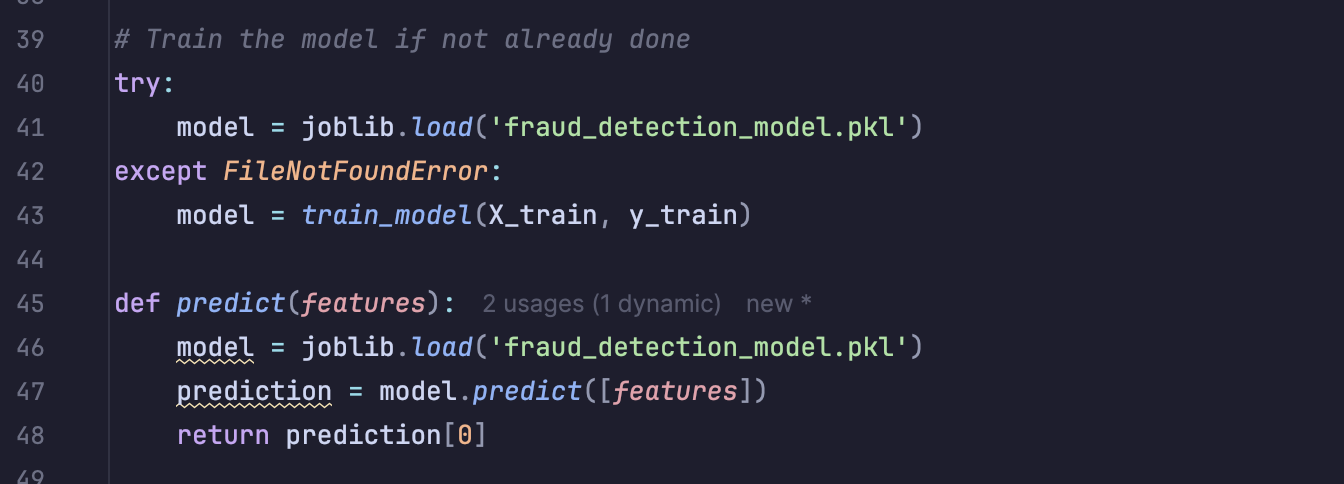 39 # Train the model if not already done
40 try:
41     model = joblib.load('fraud_detection_model.pkl')
42 except FileNotFoundError:
43     model = train_model(X_train, y_train)
44
45 def predict(features): 2 usages (1 dynamic) new *
46     model = joblib.load('fraud_detection_model.pkl')
47     prediction = model.predict([features])
48     return prediction[0]
49